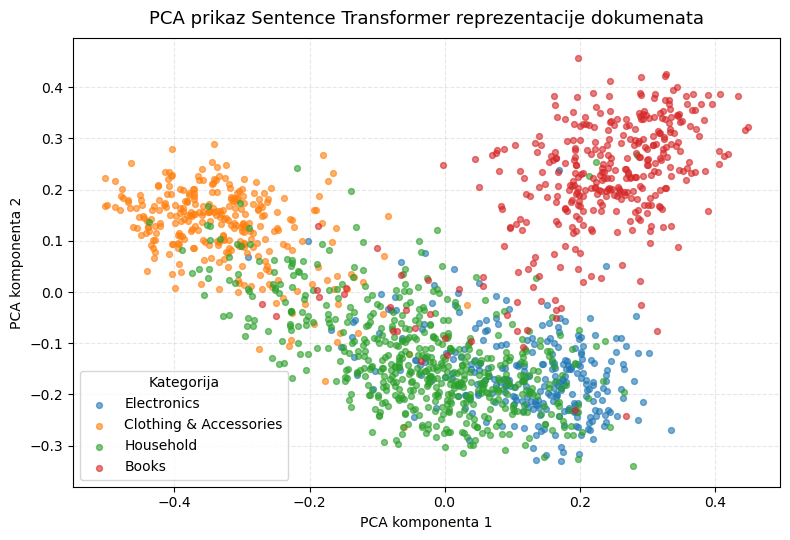 PCA prikaz Sentence Transformer reprezentacije dokumenata
PCA komponenta 2
0.4
0.3
0.2
0.1
0.0
−0.1
−0.2
−0.3
Kategorija
Electronics
Clothing & Accessories
Household
Books
−0.4
−0.2
0.0
0.2
0.4
PCA komponenta 1